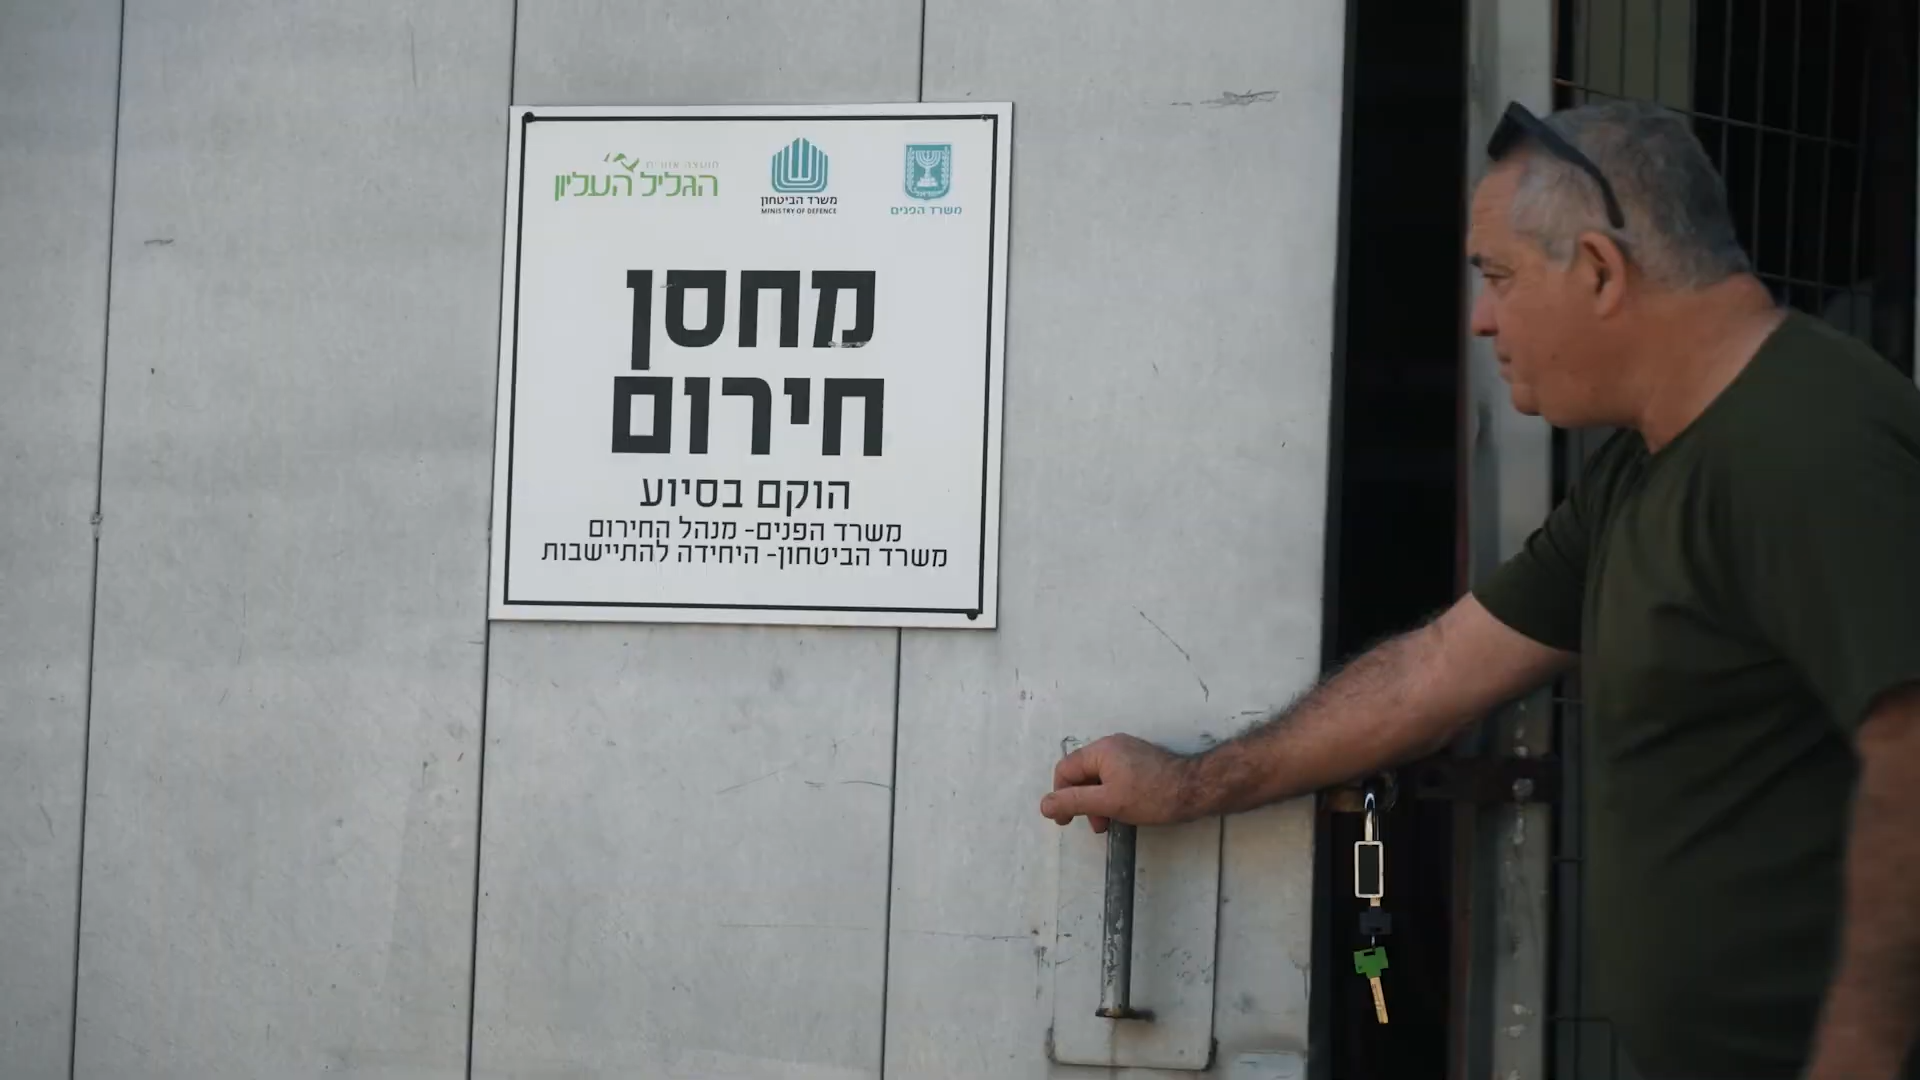 מועצה אזורית
הגליל העליון
משרד הביטחון
MINISTRY OF DEFENCE
משרד הפנים
מחסן
חירום
הוקם בסיוע
משרד הפנים- מנהל החירום
משרד הביטחון- היחידה להתיישבות